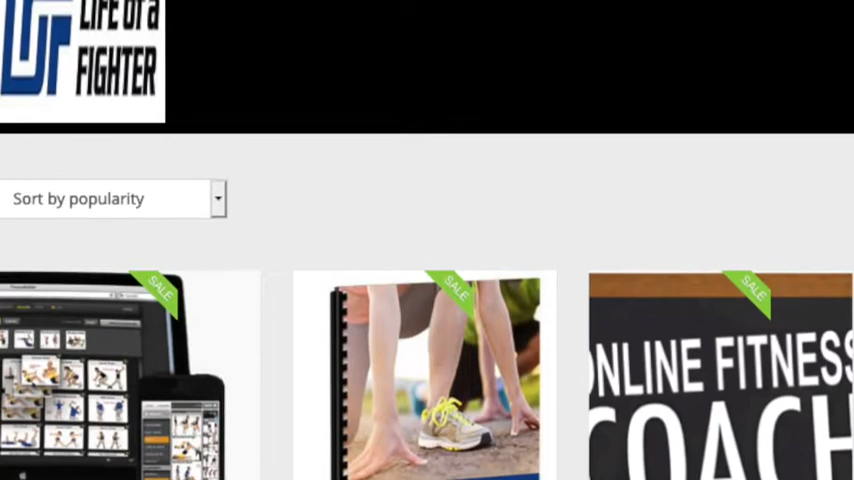 LIFE of a
FIGHTER
Sort by popularity
SALE
SALE
SALE
ONLINE FITNESS
COACH